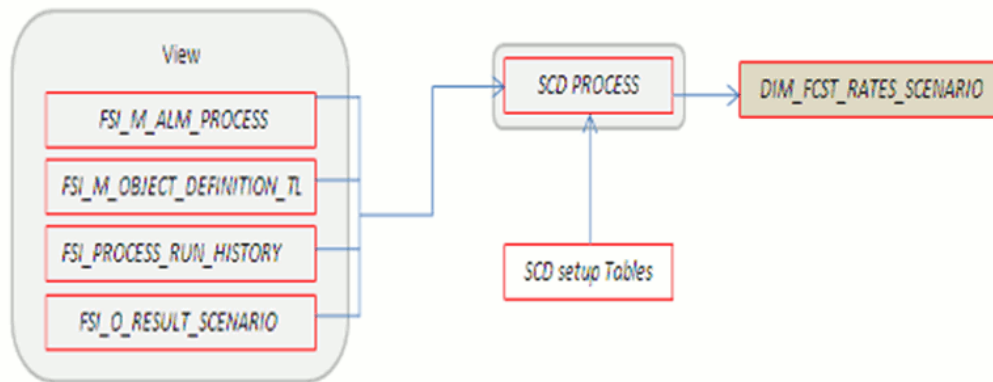 View
FSI_M_ALM_PROCESS
FSI_M_OBJECT_DEFINITION_TL
FSI_PROCESS_RUN_HISTORY
FSI_O_RESULT_SCENARIO
SCD PROCESS
SCD setup Tables
DIM_FCST_RATES_SCENARIO